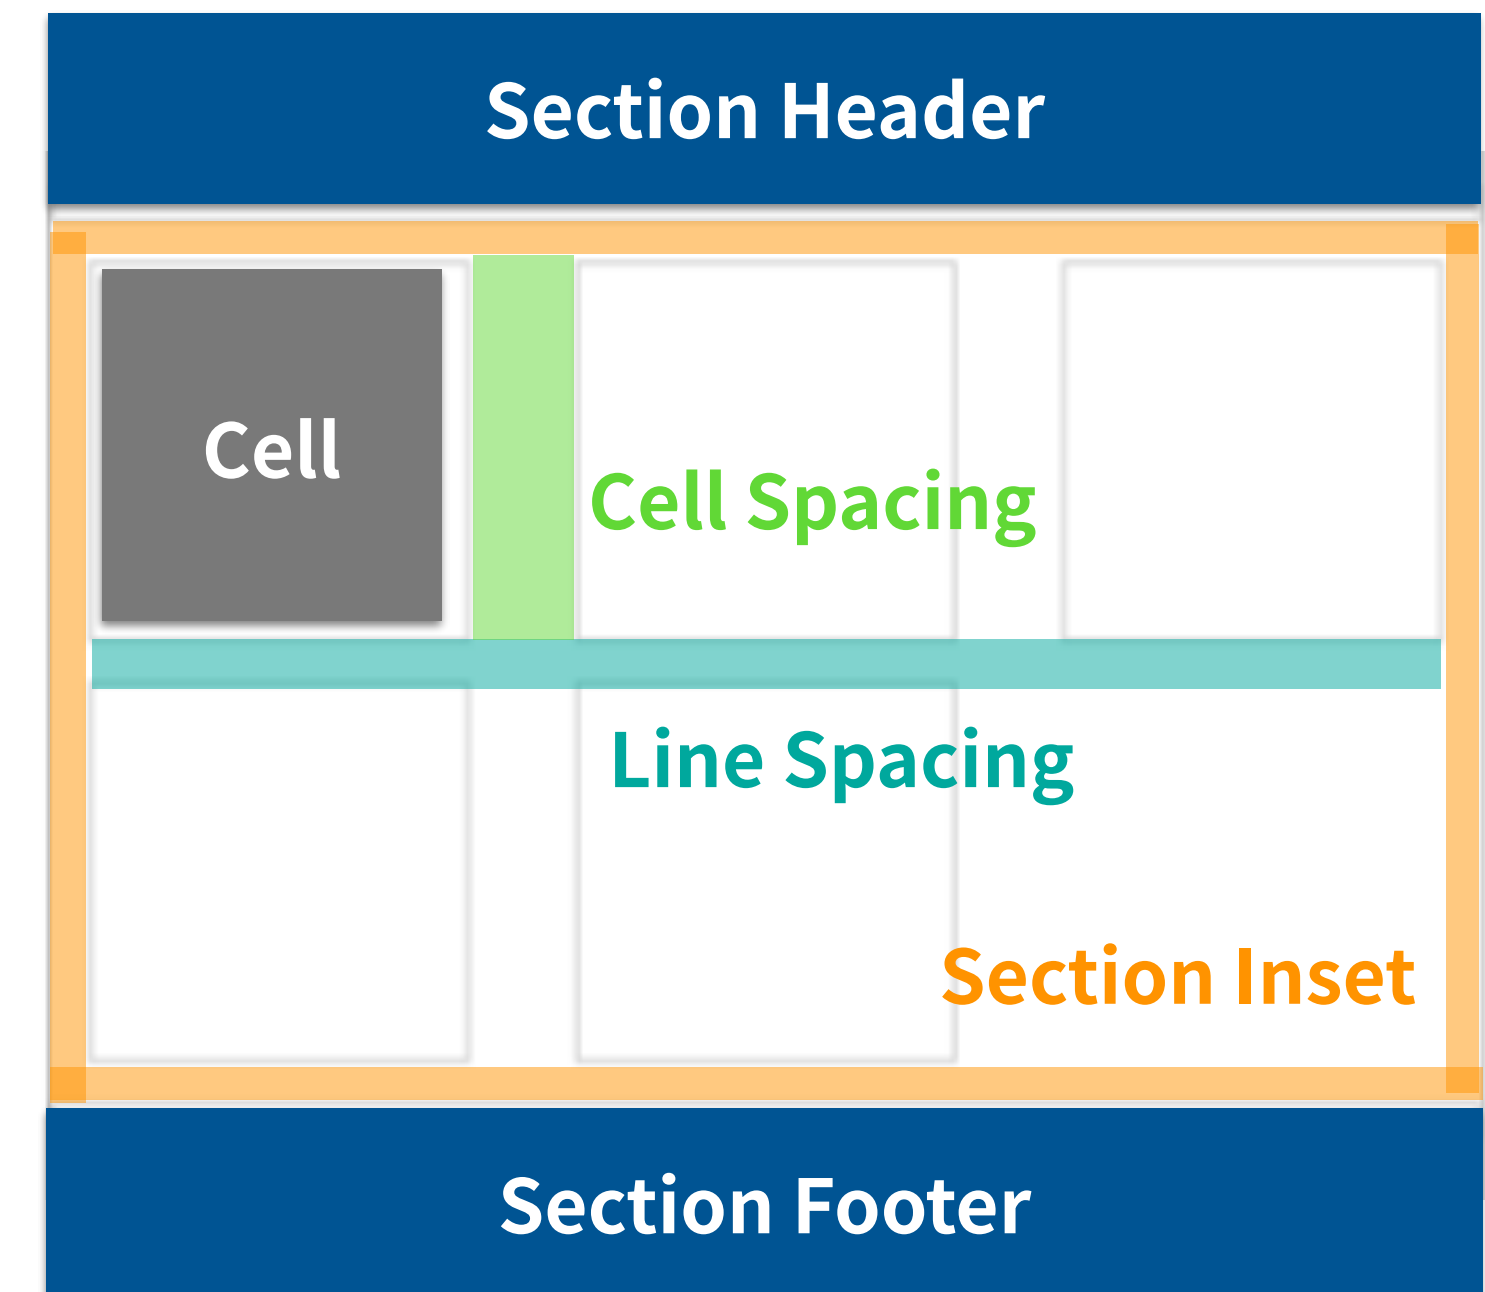 Section Header
Cell
Cell Spacing
Line Spacing
Section Inset
Section Footer